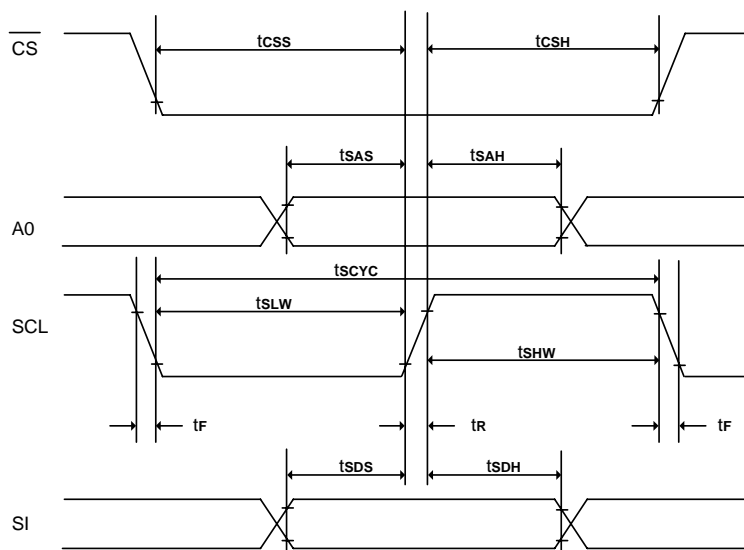 CS
tCSS
tCSH
tSAS
tSAH
A0
tSCYC
tSLW
SCL
tSHW
tF
tR
tF
tSDS
tSDH
SI